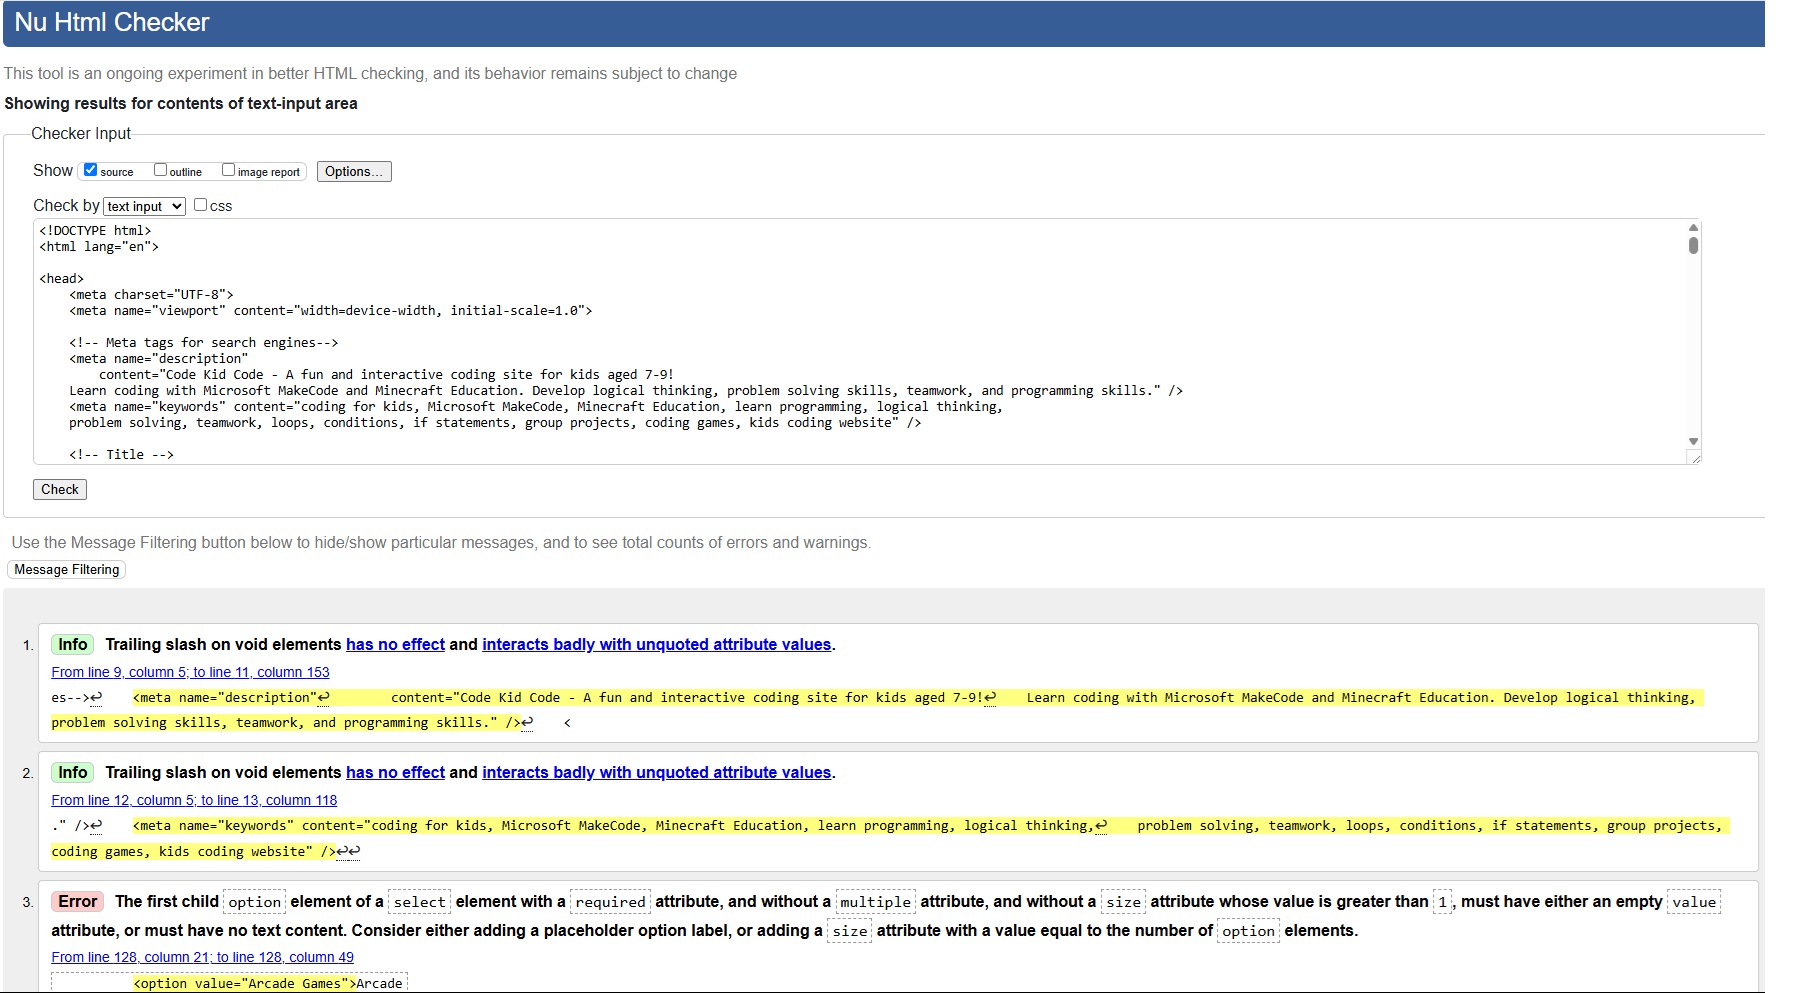 Nu Html Checker
This tool is an ongoing experiment in better HTML checking, and its behavior remains subject to change
Showing results for contents of text-input area
Checker Input
Show source outline image report Options...
Check by text input css
<!DOCTYPE html>
<html lang="en">
<head>
<meta charset="UTF-8">
<meta name="viewport" content="width=device-width, initial-scale=1.0">
<!-- Meta tags for search engines-->
<meta name="description"
content="Code Kid Code - A fun and interactive coding site for kids aged 7-9!
Learn coding with Microsoft MakeCode and Minecraft Education. Develop logical thinking, problem solving skills, teamwork, and programming skills." />
<meta name="keywords" content="coding for kids, Microsoft MakeCode, Minecraft Education, learn programming, logical thinking,
problem solving, teamwork, loops, conditions, if statements, group projects, coding games, kids coding website" />
<!-- Title -->
Check
Use the Message Filtering button below to hide/show particular messages, and to see total counts of errors and warnings.
Message Filtering
1. Info Trailing slash on void elements has no effect and interacts badly with unquoted attribute values.
From line 9, column 5; to line 11, column 153
es-->↩ <meta name="description"↩ content="Code Kid Code - A fun and interactive coding site for kids aged 7-9!↩ Learn coding with Microsoft MakeCode and Minecraft Education. Develop logical thinking,
problem solving skills, teamwork, and programming skills." />↩ <
2. Info Trailing slash on void elements has no effect and interacts badly with unquoted attribute values.
From line 12, column 5; to line 13, column 118
." />↩ <meta name="keywords" content="coding for kids, Microsoft MakeCode, Minecraft Education, learn programming, logical thinking,↩ problem solving, teamwork, loops, conditions, if statements, group projects,
coding games, kids coding website" />↩↩
3. Error The first child option element of a select element with a required attribute, and without a multiple attribute, and without a size attribute whose value is greater than 1, must have either an empty value
attribute, or must have no text content. Consider either adding a placeholder option label, or adding a size attribute with a value equal to the number of option elements.
From line 128, column 21; to line 128, column 49
<option value="Arcade Games">Arcade